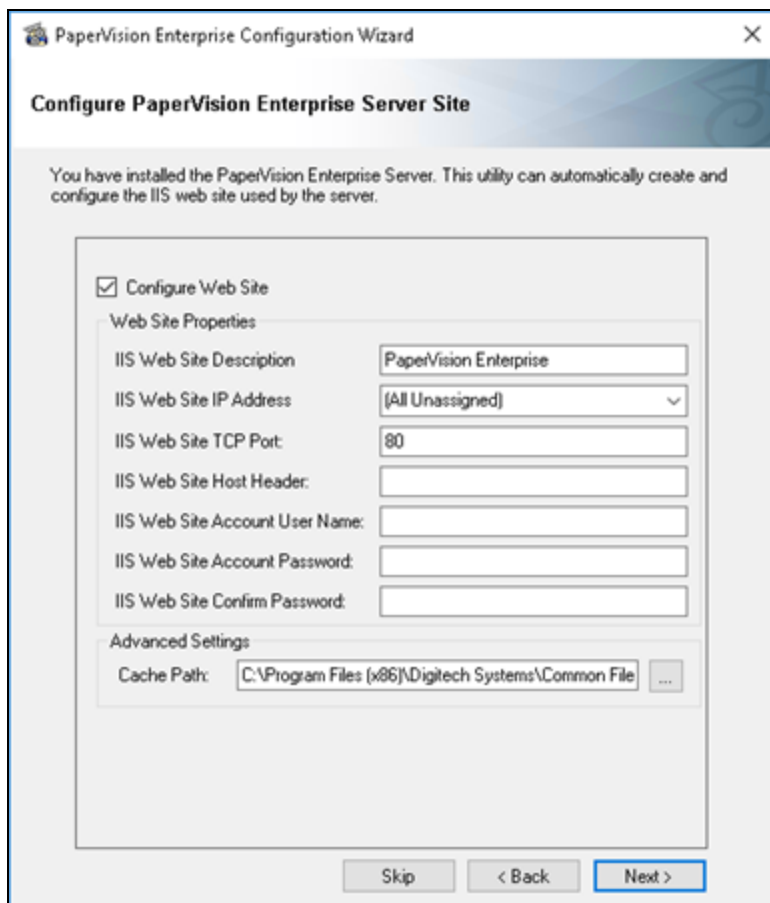 PaperVision Enterprise Configuration Wizard
Configure PaperVision Enterprise Server Site
You have installed the PaperVision Enterprise Server. This utility can automatically create and
configure the IIS web site used by the server.
Configure Web Site
Web Site Properties
IIS Web Site Description PaperVision Enterprise
IIS Web Site IP Address (All Unassigned)
IIS Web Site TCP Port: 80
IIS Web Site Host Header:
IIS Web Site Account User Name:
IIS Web Site Account Password:
IIS Web Site Confirm Password:
Advanced Settings
Cache Path: C:\Program Files (x86)\Digitech Systems\Common File ...
Skip < Back Next >